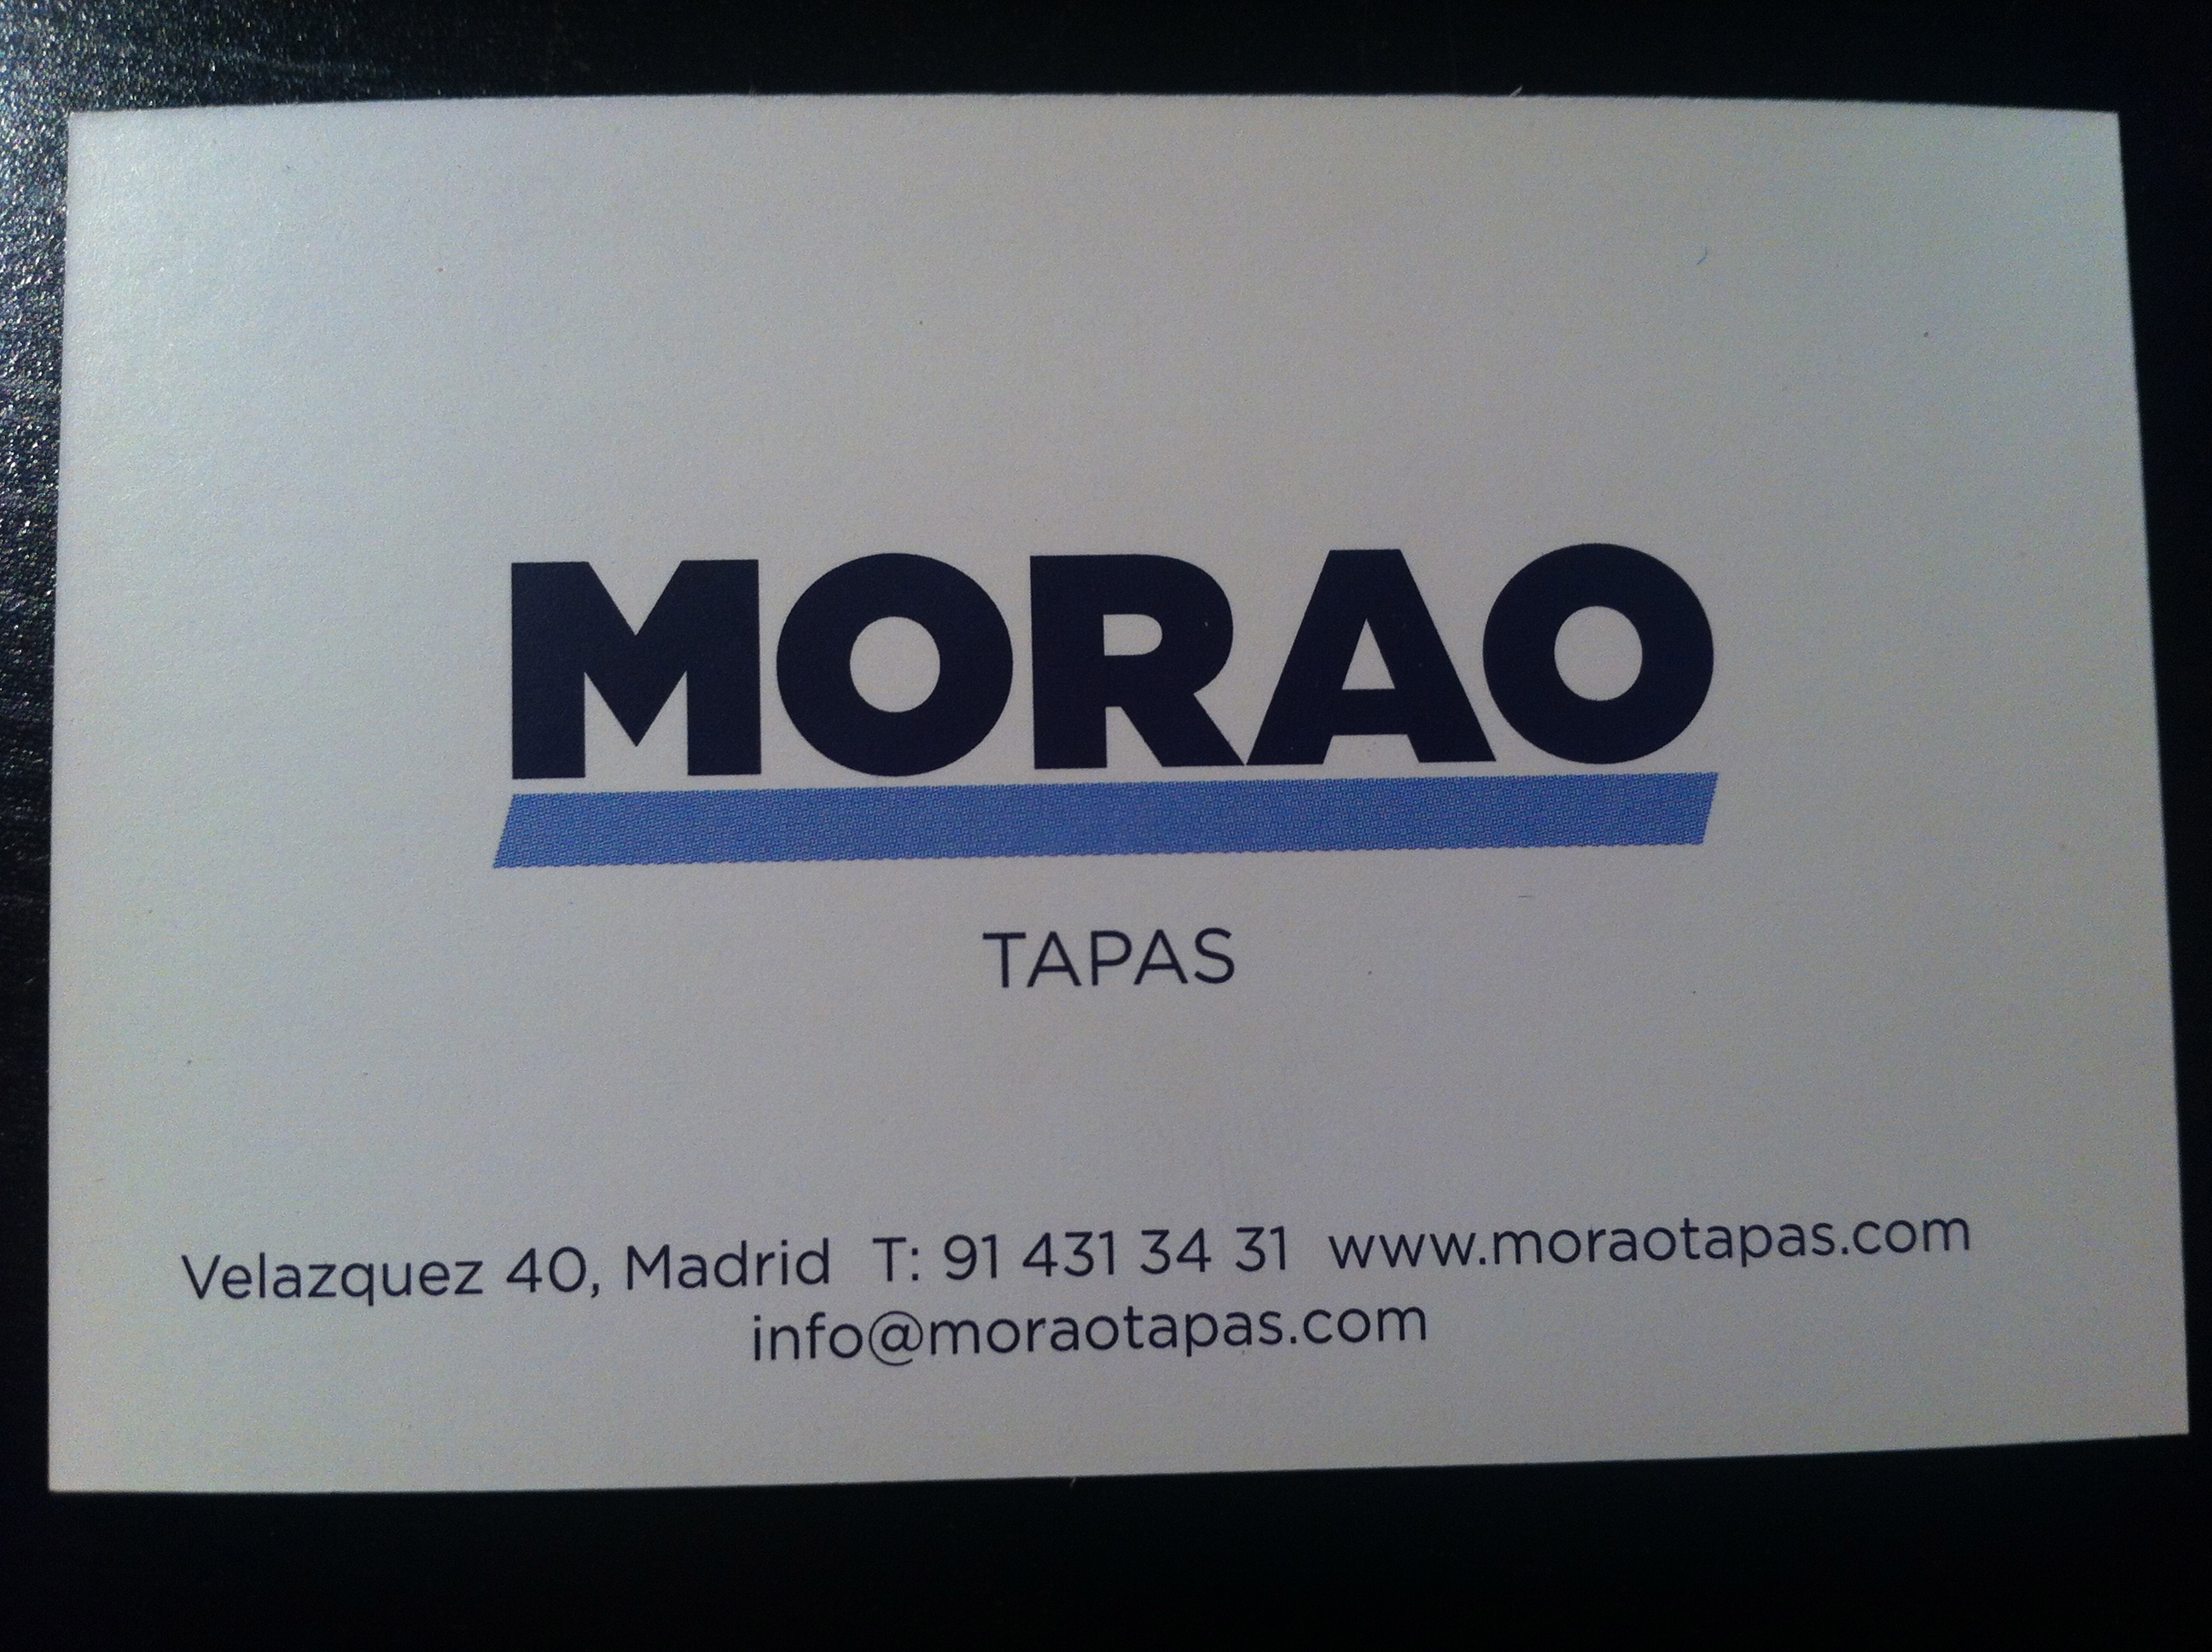 MORAO
TAPAS
Velazquez 40, Madrid T: 91 431 34 31 www.moraotapas.com
info@moraotapas.com